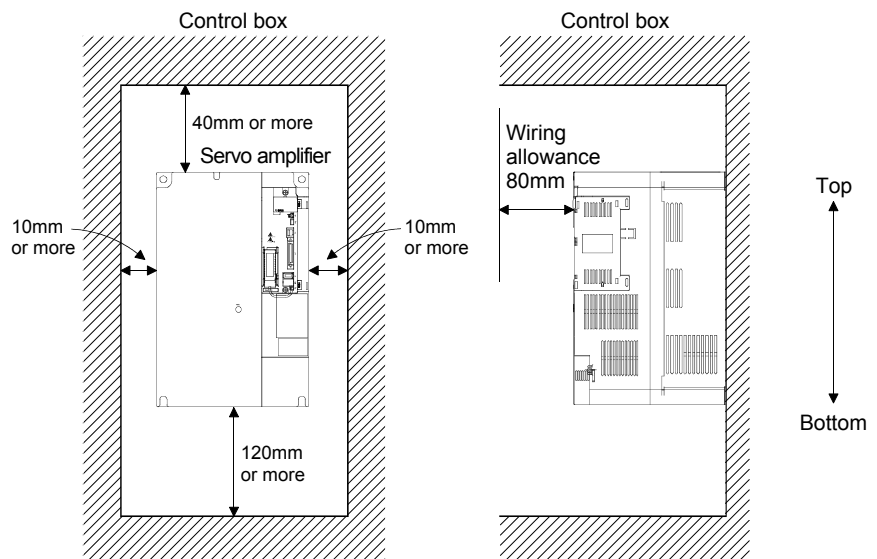 Control box
40mm or more
Servo amplifier
10mm
or more
10mm
or more
120mm
or more
Control box
Wiring
allowance
80mm
Top
Bottom